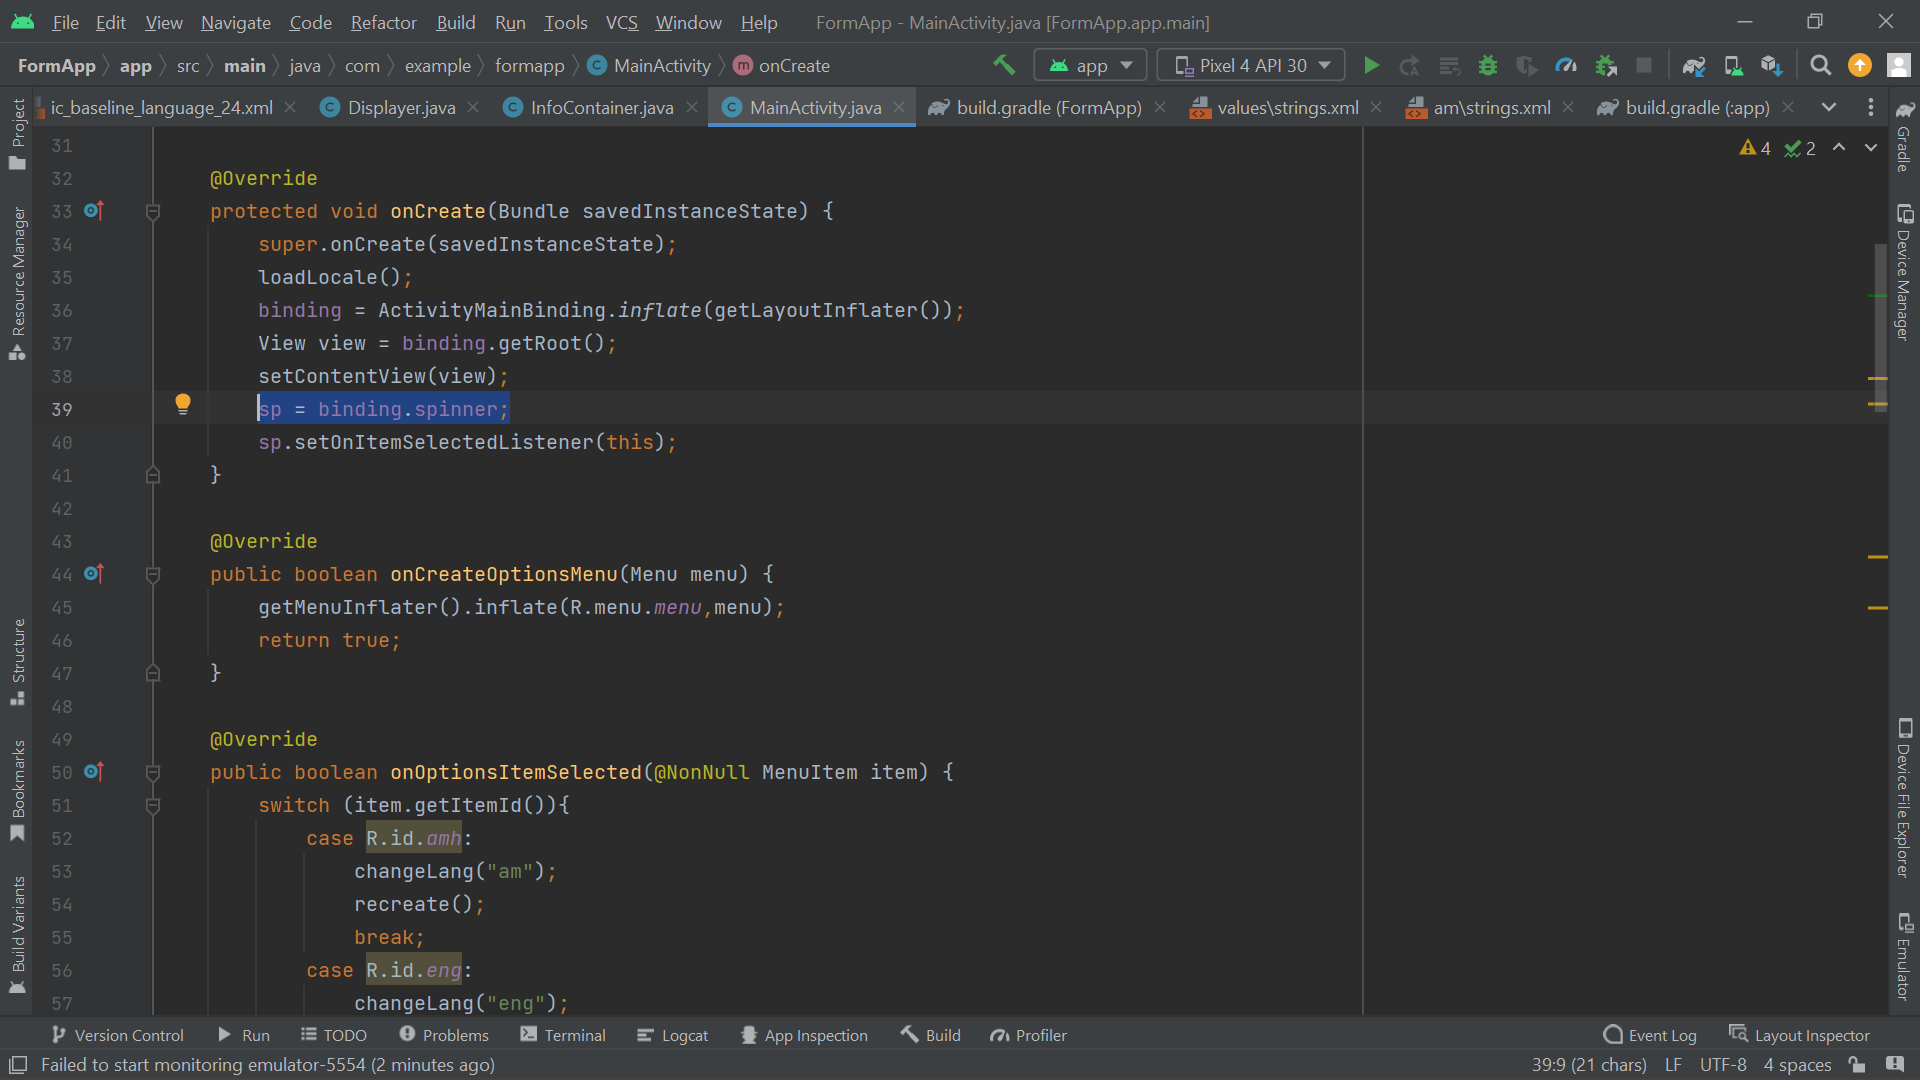 File Edit View Navigate Code Refactor Build Run Tools VCS Window Help FormApp - MainActivity.java [FormApp.app.main]
FormApp app src main java com example formapp MainActivity onCreate app Pixel 4 API 30
ic_baseline_language_24.xml Displayer.java InfoContainer.java MainActivity.java build.gradle (FormApp) values\strings.xml am\strings.xml build.gradle (:app)
Project
Resource Manager
Structure
Bookmarks
Build Variants
4 2
31
32 @Override
33 protected void onCreate(Bundle savedInstanceState) {
34 super.onCreate(savedInstanceState);
35 loadLocale();
36 binding = ActivityMainBinding.inflate(getLayoutInflater());
37 View view = binding.getRoot();
38 setContentView(view);
39 sp = binding.spinner;
40 sp.setOnItemSelectedListener(this);
41 }
42
43 @Override
44 public boolean onCreateOptionsMenu(Menu menu) {
45 getMenuInflater().inflate(R.menu.menu,menu);
46 return true;
47 }
48
49 @Override
50 public boolean onOptionsItemSelected(@NonNull MenuItem item) {
51 switch (item.getItemId()){
52 case R.id.amh:
53 changeLang("am");
54 recreate();
55 break;
56 case R.id.eng:
57 changeLang("eng");
Gradle
Device Manager
Device File Explorer
Emulator
Version Control Run TODO Problems Terminal Logcat App Inspection Build Profiler Event Log Layout Inspector
Failed to start monitoring emulator-5554 (2 minutes ago) 39:9 (21 chars) LF UTF-8 4 spaces